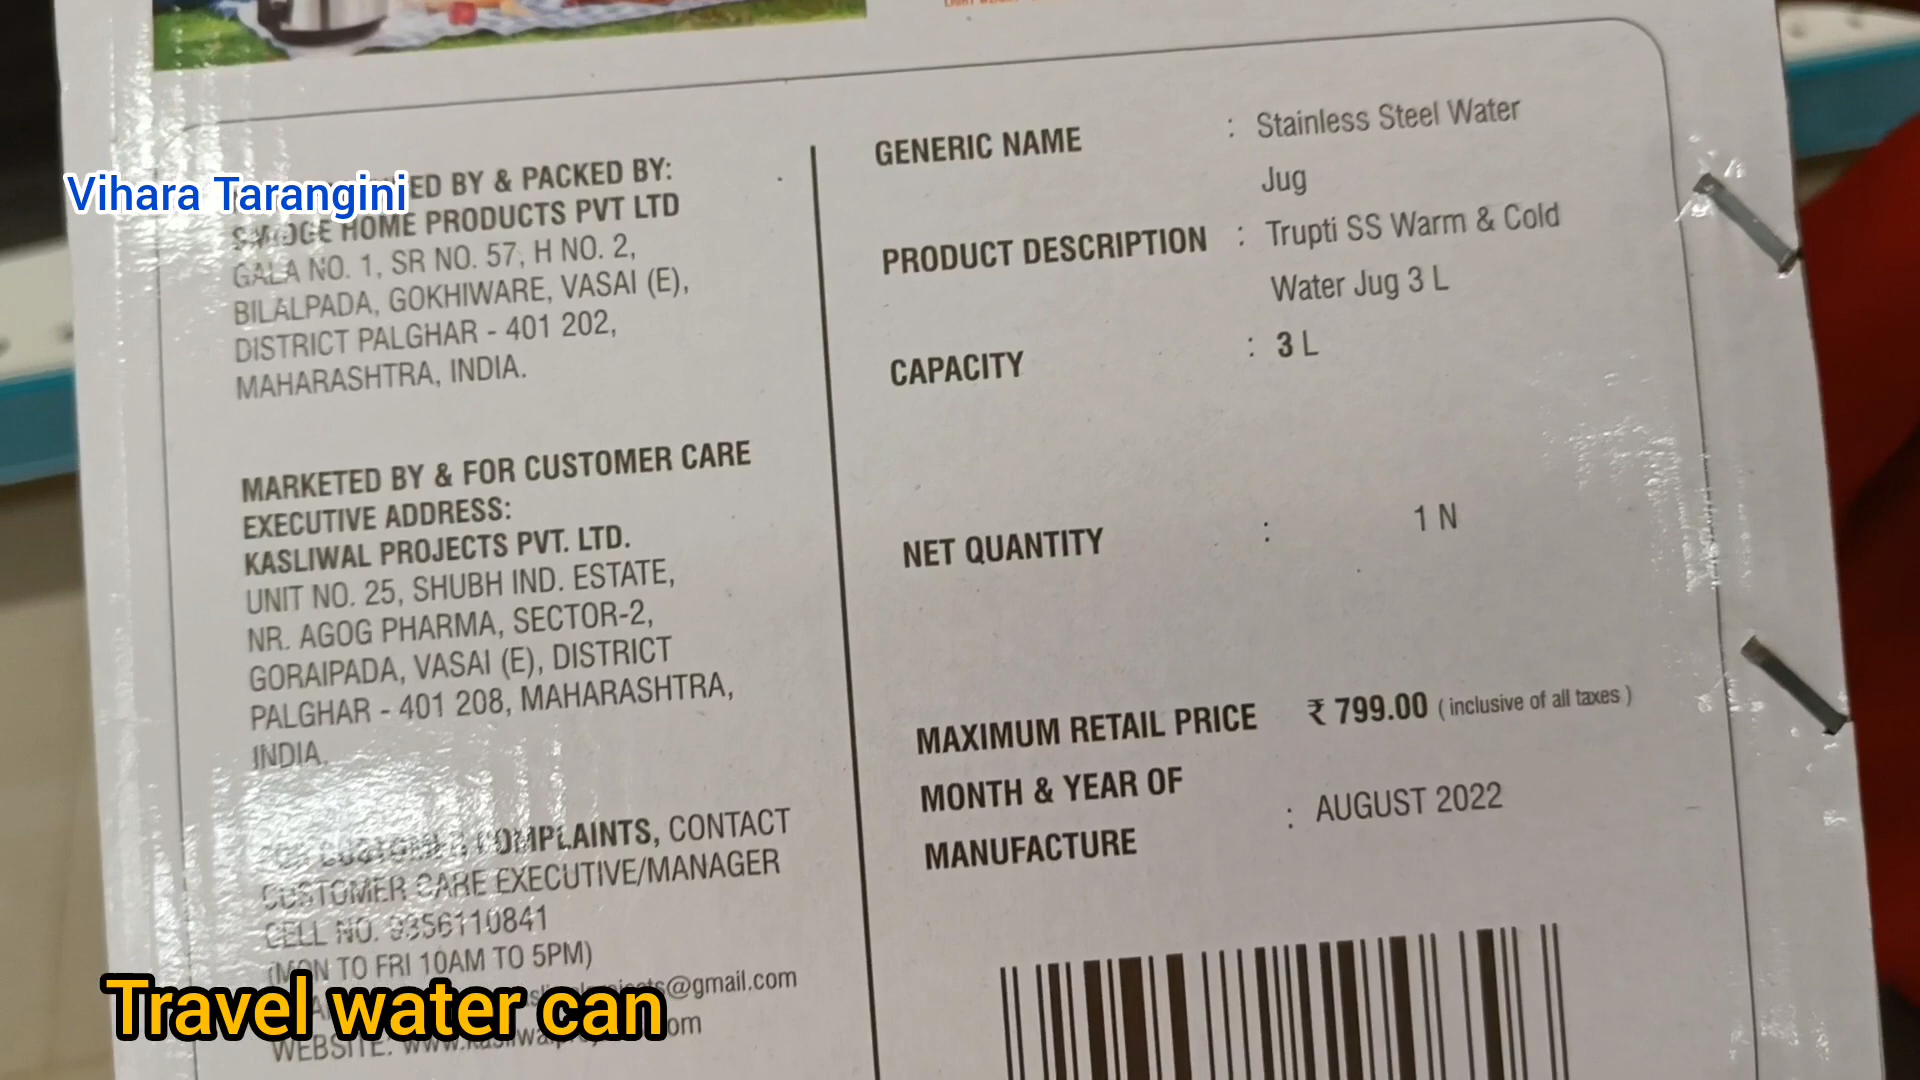 Vihara Tarangini
ED BY & PACKED BY:
HOME PRODUCTS PVT LTD
GALA NO. 1, SR NO. 57, H NO. 2,
BILALPADA, GOKHIWARE, VASAI (E),
DISTRICT PALGHAR - 401 202,
MAHARASHTRA, INDIA.
MARKETED BY & FOR CUSTOMER CARE
EXECUTIVE ADDRESS:
KASLIWAL PROJECTS PVT. LTD.
UNIT NO. 25, SHUBH IND. ESTATE,
NR. AGOG PHARMA, SECTOR-2,
GORAIPADA, VASAI (E), DISTRICT
PALGHAR - 401 208, MAHARASHTRA,
INDIA.
FOR CUSTOMER COMPLAINTS, CONTACT
CUSTOMER CARE EXECUTIVE/MANAGER
CELL NO. 9356110841
(MON TO FRI 10AM TO 5PM)
@gmail.com
WEBSITE:
Travel water can
GENERIC NAME : Stainless Steel Water
Jug
PRODUCT DESCRIPTION : Trupti SS Warm & Cold
Water Jug 3 L
CAPACITY : 3 L
NET QUANTITY : 1 N
MAXIMUM RETAIL PRICE ₹ 799.00 ( inclusive of all taxes )
MONTH & YEAR OF
MANUFACTURE : AUGUST 2022